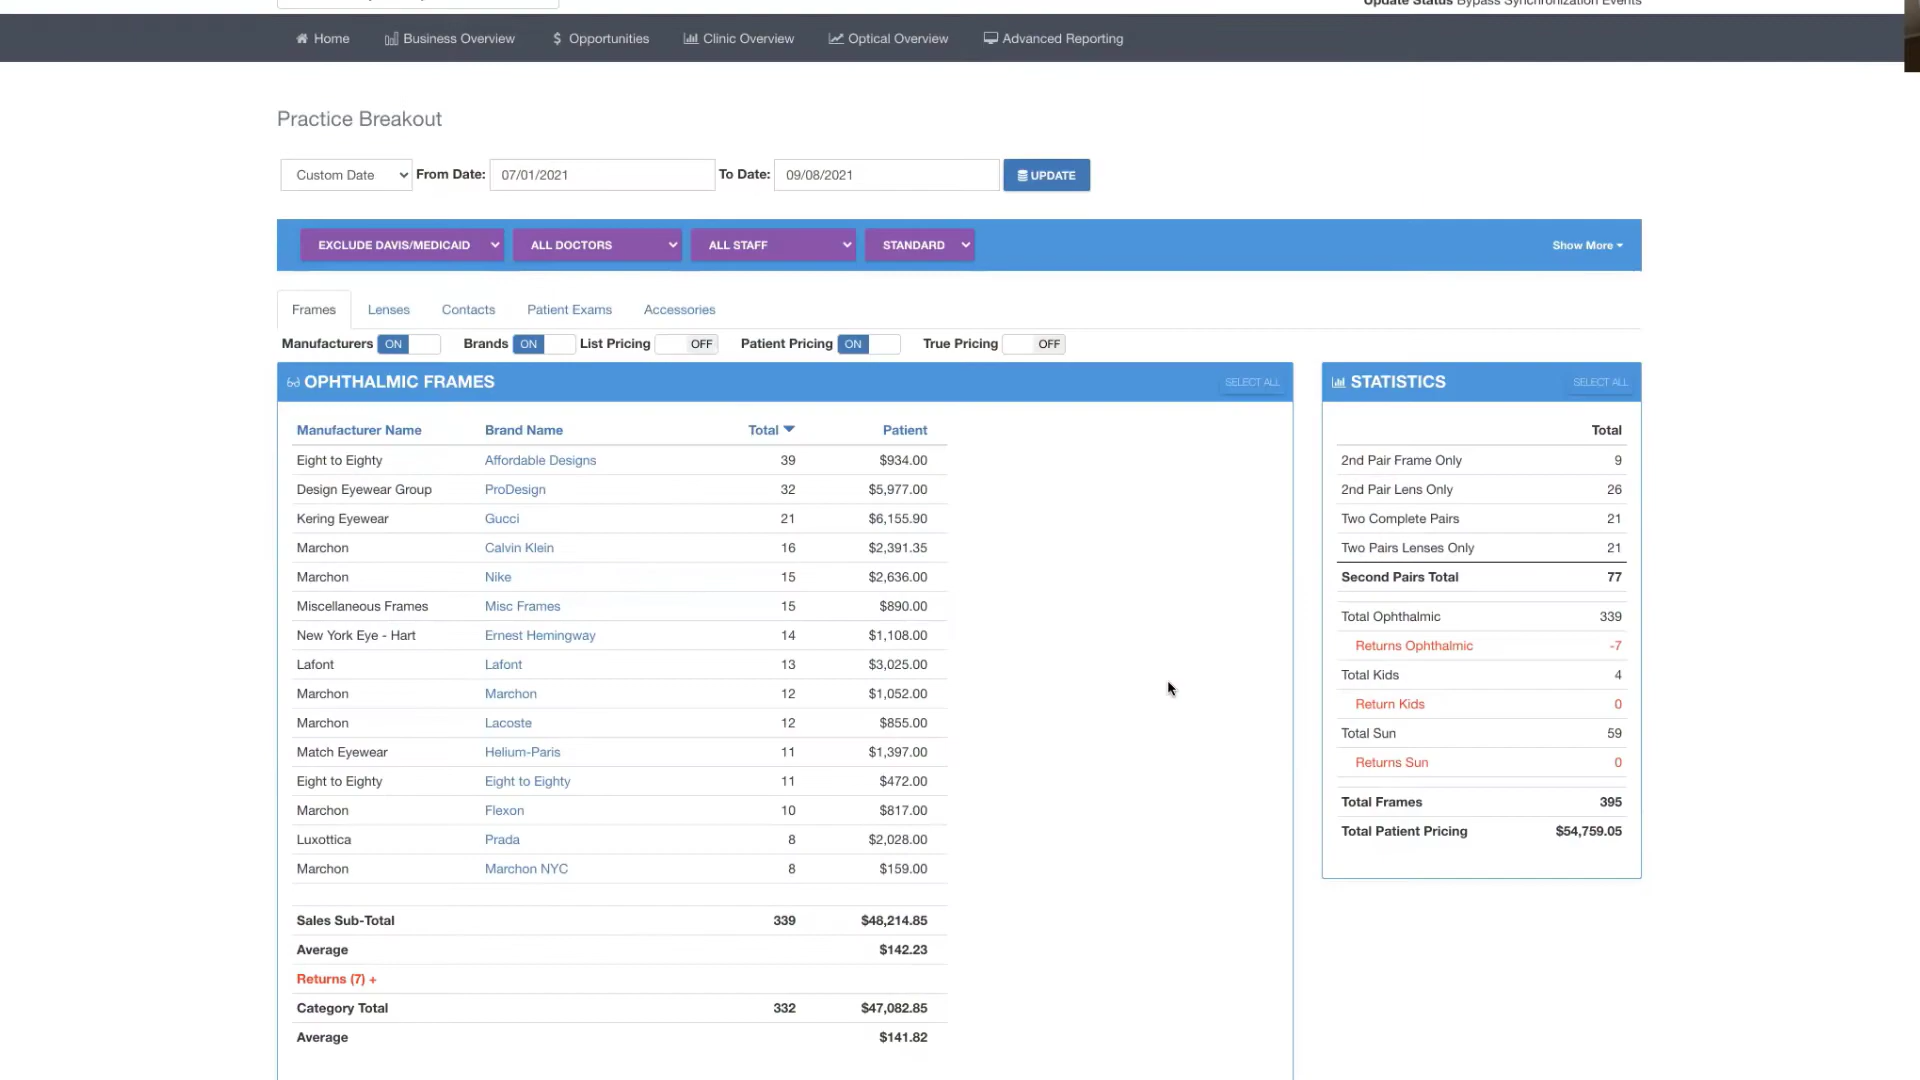 Update Status Bypass Synchronization Events
Home Business Overview $ Opportunities Clinic Overview Optical Overview Advanced Reporting
Practice Breakout
Custom Date From Date: 07/01/2021 To Date: 09/08/2021 UPDATE
EXCLUDE DAVIS/MEDICAID ALL DOCTORS ALL STAFF STANDARD Show More
Frames Lenses Contacts Patient Exams Accessories
Manufacturers ON Brands ON List Pricing OFF Patient Pricing ON True Pricing OFF
OPHTHALMIC FRAMES SELECT ALL
Manufacturer Name Brand Name Total Patient
Eight to Eighty Affordable Designs 39 $934.00
Design Eyewear Group ProDesign 32 $5,977.00
Kering Eyewear Gucci 21 $6,155.90
Marchon Calvin Klein 16 $2,391.35
Marchon Nike 15 $2,636.00
Miscellaneous Frames Misc Frames 15 $890.00
New York Eye - Hart Ernest Hemingway 14 $1,108.00
Lafont Lafont 13 $3,025.00
Marchon Marchon 12 $1,052.00
Marchon Lacoste 12 $855.00
Match Eyewear Helium-Paris 11 $1,397.00
Eight to Eighty Eight to Eighty 11 $472.00
Marchon Flexon 10 $817.00
Luxottica Prada 8 $2,028.00
Marchon Marchon NYC 8 $159.00
Sales Sub-Total 339 $48,214.85
Average $142.23
Returns (7) +
Category Total 332 $47,082.85
Average $141.82
STATISTICS SELECT ALL
Total
2nd Pair Frame Only 9
2nd Pair Lens Only 26
Two Complete Pairs 21
Two Pairs Lenses Only 21
Second Pairs Total 77
Total Ophthalmic 339
Returns Ophthalmic -7
Total Kids 4
Return Kids 0
Total Sun 59
Returns Sun 0
Total Frames 395
Total Patient Pricing $54,759.05